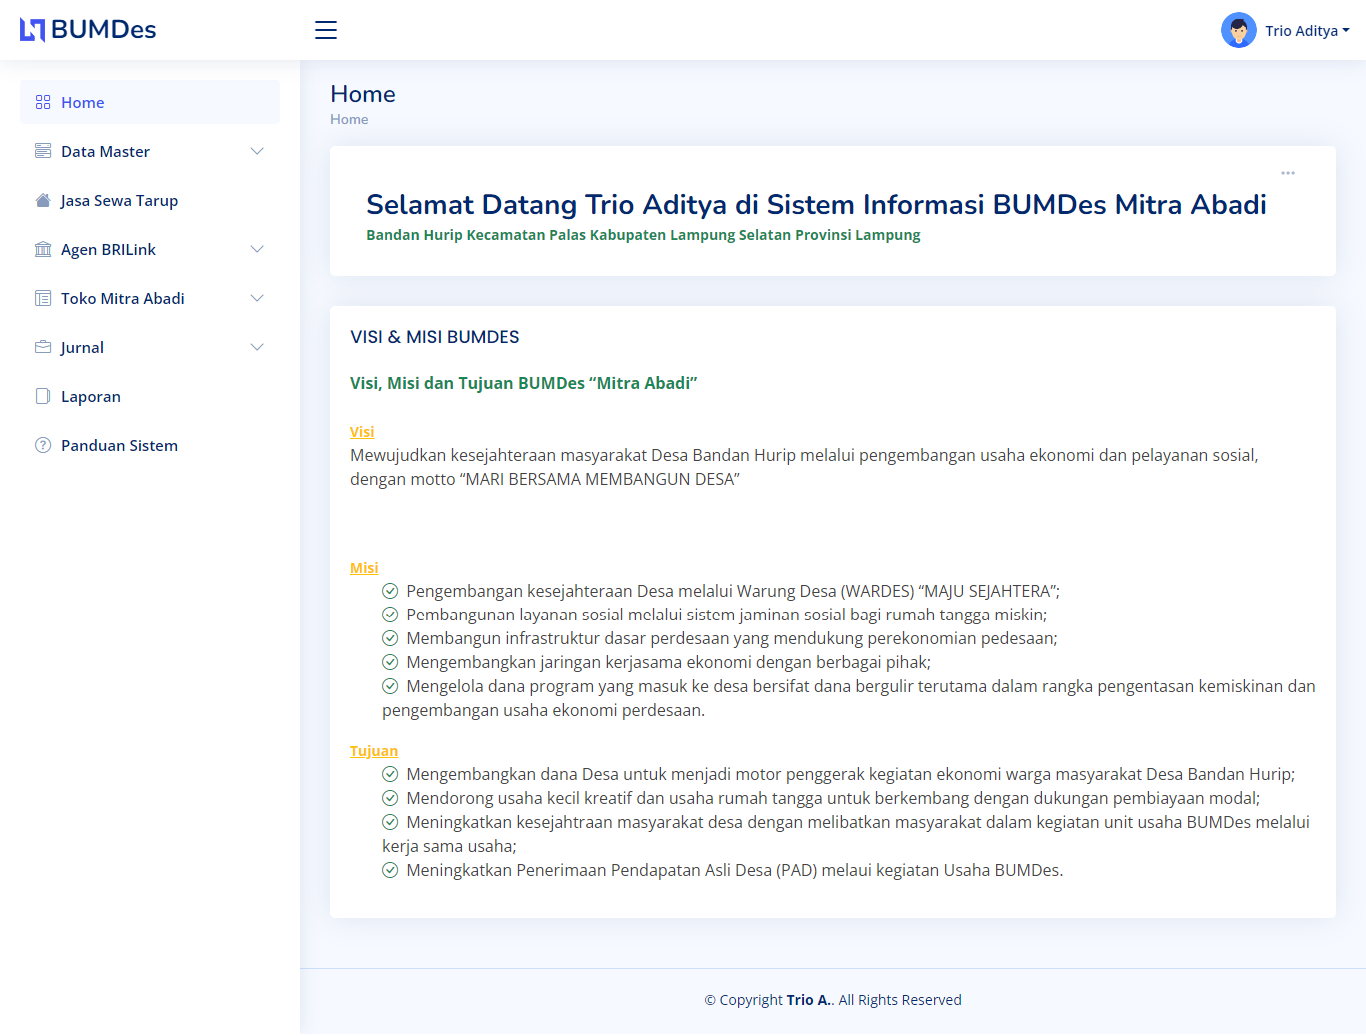 BUMDes
Trio Aditya
Home
Data Master
Jasa Sewa Tarup
Agen BRILink
Toko Mitra Abadi
Jurnal
Laporan
Panduan Sistem
Home
Home
Selamat Datang Trio Aditya di Sistem Informasi BUMDes Mitra Abadi
Bandan Hurip Kecamatan Palas Kabupaten Lampung Selatan Provinsi Lampung
VISI & MISI BUMDES
Visi, Misi dan Tujuan BUMDes “Mitra Abadi”
Visi
Mewujudkan kesejahteraan masyarakat Desa Bandan Hurip melalui pengembangan usaha ekonomi dan pelayanan sosial,
dengan motto “MARI BERSAMA MEMBANGUN DESA”
Misi
Pengembangan kesejahteraan Desa melalui Warung Desa (WARDES) “MAJU SEJAHTERA”;
Pembangunan layanan sosial melalui sistem jaminan sosial bagi rumah tangga miskin;
Membangun infrastruktur dasar perdesaan yang mendukung perekonomian pedesaan;
Mengembangkan jaringan kerjasama ekonomi dengan berbagai pihak;
Mengelola dana program yang masuk ke desa bersifat dana bergulir terutama dalam rangka pengentasan kemiskinan dan
pengembangan usaha ekonomi perdesaan.
Tujuan
Mengembangkan dana Desa untuk menjadi motor penggerak kegiatan ekonomi warga masyarakat Desa Bandan Hurip;
Mendorong usaha kecil kreatif dan usaha rumah tangga untuk berkembang dengan dukungan pembiayaan modal;
Meningkatkan kesejahtraan masyarakat desa dengan melibatkan masyarakat dalam kegiatan unit usaha BUMDes melalui
kerja sama usaha;
Meningkatkan Penerimaan Pendapatan Asli Desa (PAD) melaui kegiatan Usaha BUMDes.
© Copyright Trio A.. All Rights Reserved